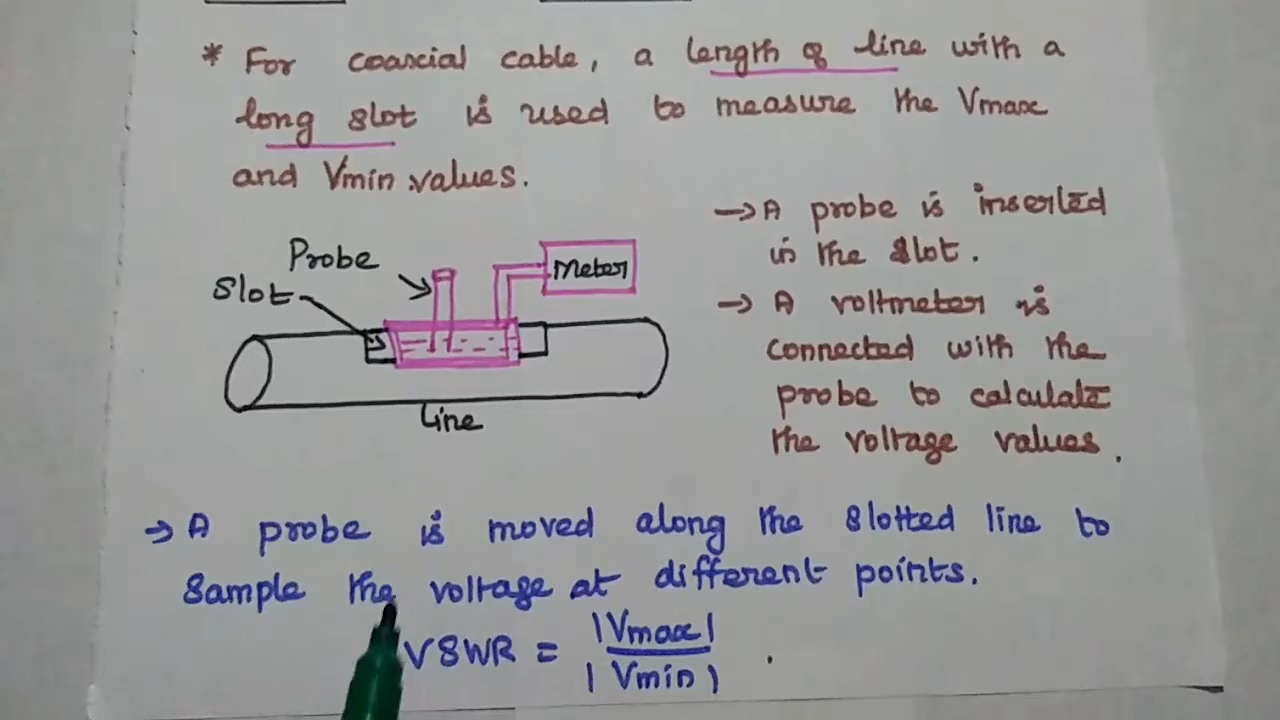 * For coaxial cable, a length of line with a
long slot is used to measure the Vmax
and Vmin values.
Probe
Slot
Meter
Line
→ A probe is inserted
in the slot.
→ A voltmeter is
connected with the
probe to calculate
the voltage values.
→ A probe is moved along the slotted line to
sample the voltage at different points.
VSWR = |Vmax|
|Vmin| .